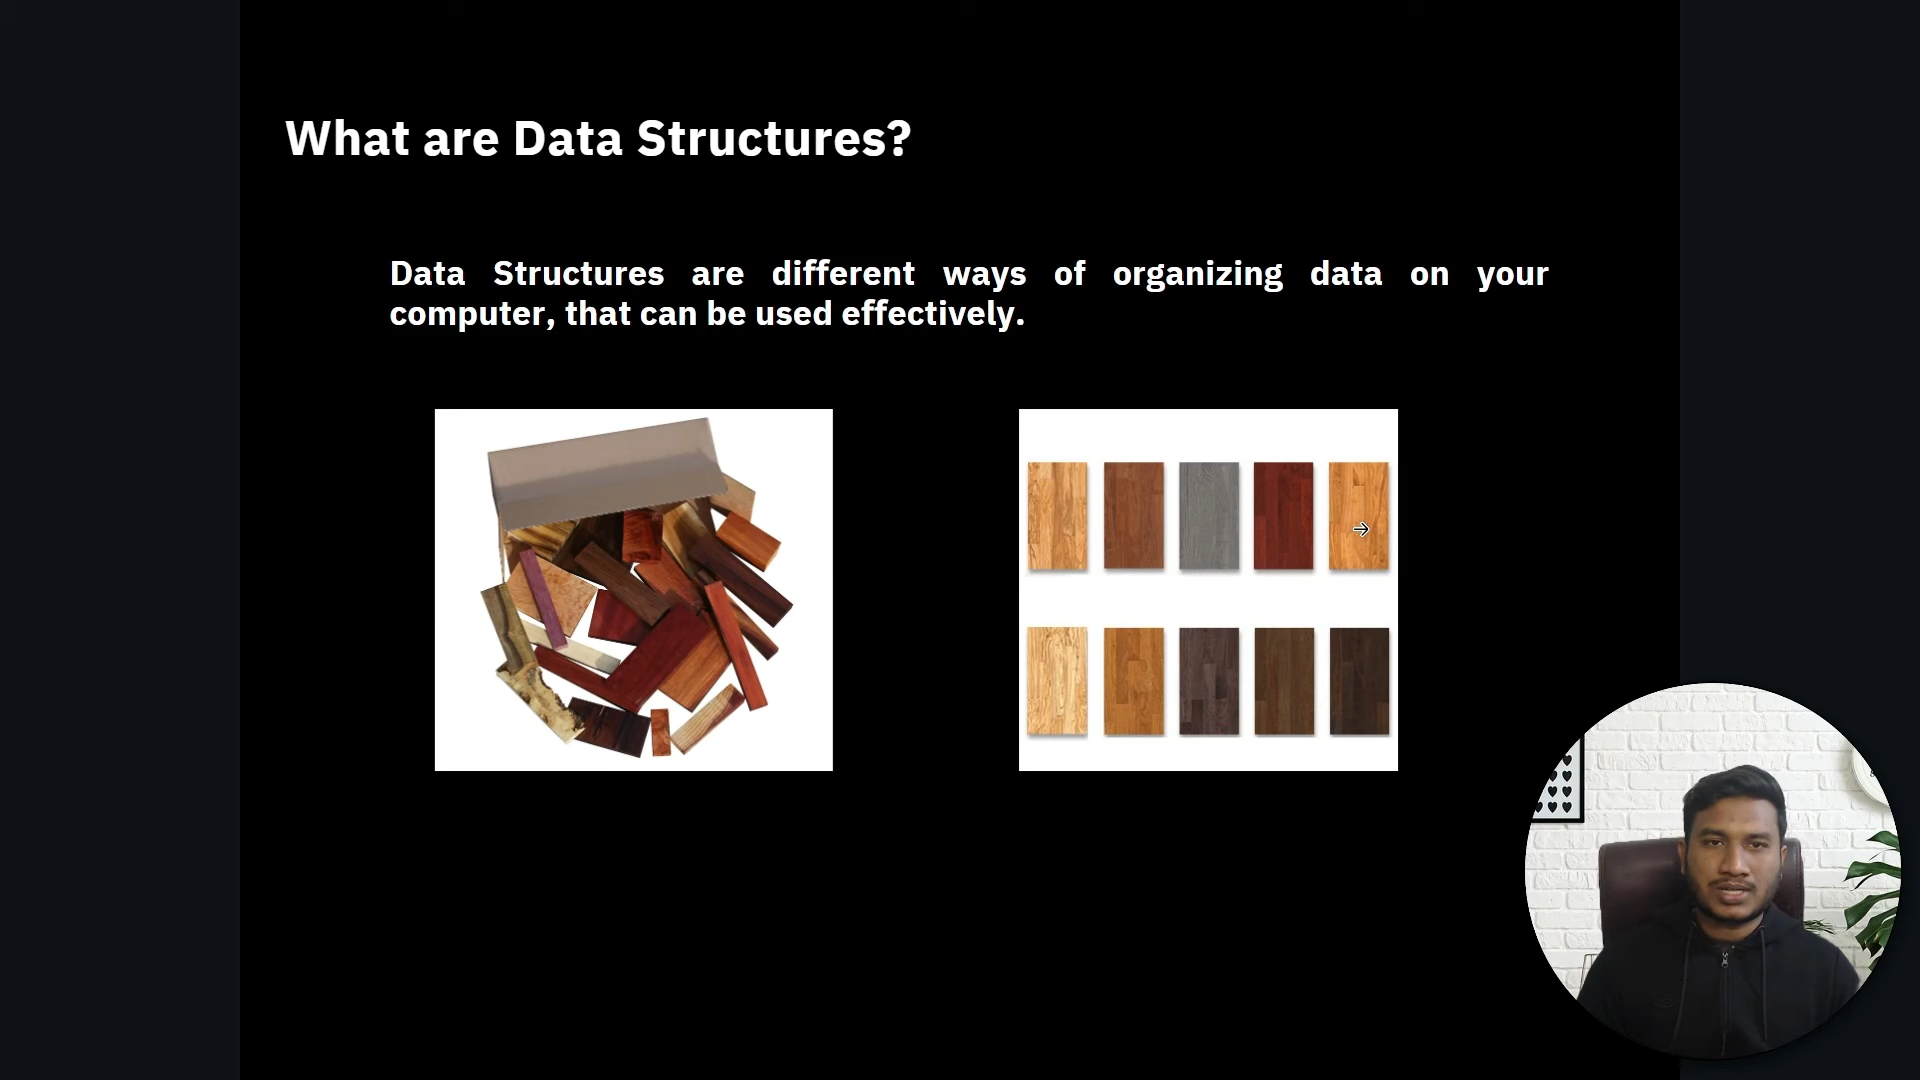 What are Data Structures?
Data Structures are different ways of organizing data on your
computer, that can be used effectively.